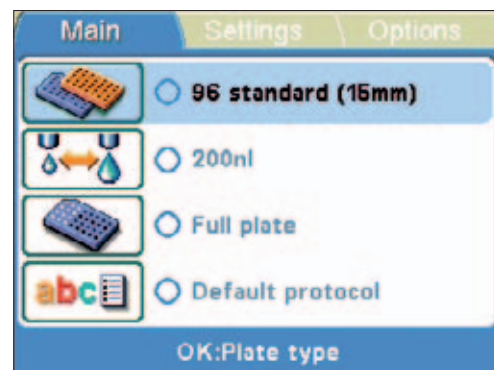 Main Settings Options
96 standard (15mm)
200nl
Full plate
abc Default protocol
OK:Plate type